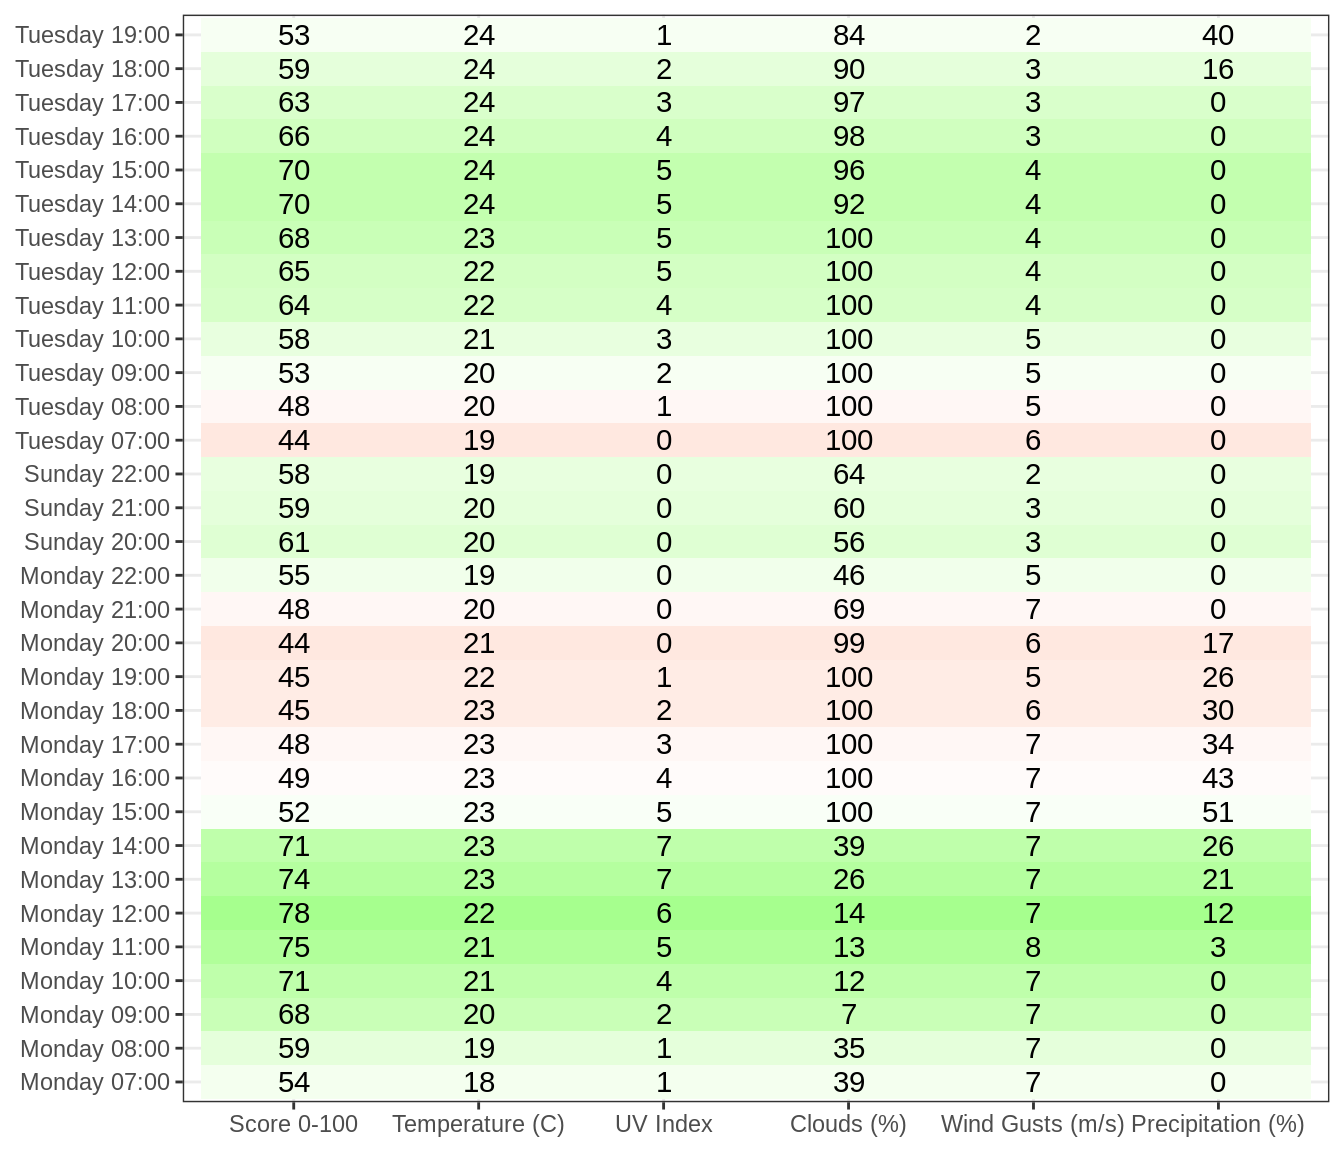 Tuesday 19:00 53 24 1 84 2 40
Tuesday 18:00 59 24 2 90 3 16
Tuesday 17:00 63 24 3 97 3 0
Tuesday 16:00 66 24 4 98 3 0
Tuesday 15:00 70 24 5 96 4 0
Tuesday 14:00 70 24 5 92 4 0
Tuesday 13:00 68 23 5 100 4 0
Tuesday 12:00 65 22 5 100 4 0
Tuesday 11:00 64 22 4 100 4 0
Tuesday 10:00 58 21 3 100 5 0
Tuesday 09:00 53 20 2 100 5 0
Tuesday 08:00 48 20 1 100 5 0
Tuesday 07:00 44 19 0 100 6 0
Sunday 22:00 58 19 0 64 2 0
Sunday 21:00 59 20 0 60 3 0
Sunday 20:00 61 20 0 56 3 0
Monday 22:00 55 19 0 46 5 0
Monday 21:00 48 20 0 69 7 0
Monday 20:00 44 21 0 99 6 17
Monday 19:00 45 22 1 100 5 26
Monday 18:00 45 23 2 100 6 30
Monday 17:00 48 23 3 100 7 34
Monday 16:00 49 23 4 100 7 43
Monday 15:00 52 23 5 100 7 51
Monday 14:00 71 23 7 39 7 26
Monday 13:00 74 23 7 26 7 21
Monday 12:00 78 22 6 14 7 12
Monday 11:00 75 21 5 13 8 3
Monday 10:00 71 21 4 12 7 0
Monday 09:00 68 20 2 7 7 0
Monday 08:00 59 19 1 35 7 0
Monday 07:00 54 18 1 39 7 0
Score 0-100 Temperature (C) UV Index Clouds (%) Wind Gusts (m/s) Precipitation (%)